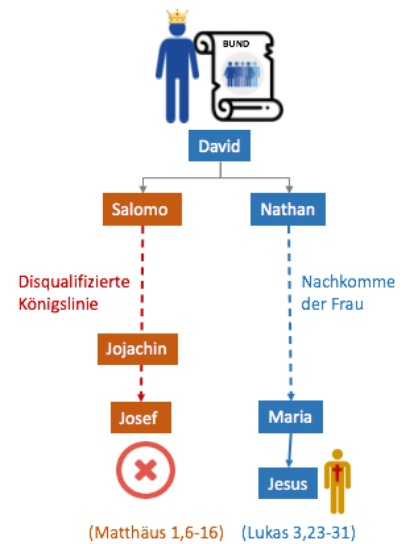 BUND
David
Salomo
Nathan
Disqualifizierte
Königslinie
Nachkomme
der Frau
Jojachin
Josef
Maria
Jesus
(Matthäus 1,6-16)
(Lukas 3,23-31)